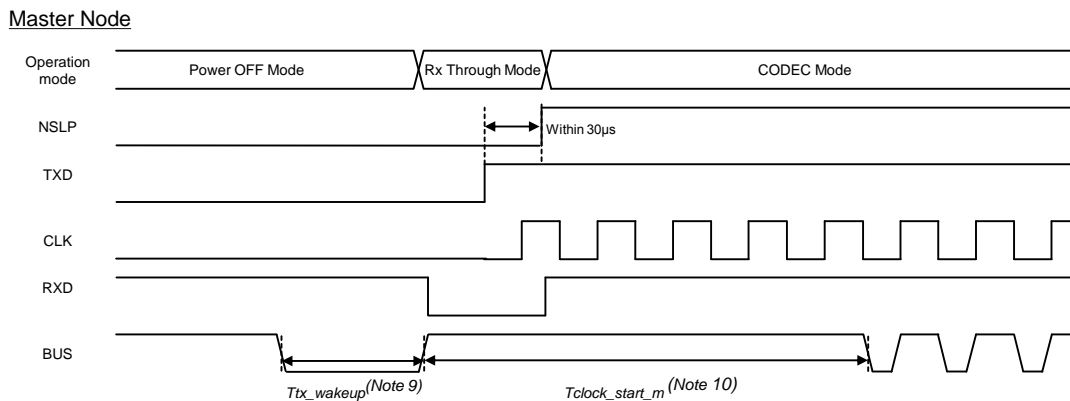 Master Node
Operation
mode
Power OFF Mode
Rx Through Mode
CODEC Mode
NSLP
Within 30µs
TXD
CLK
RXD
BUS
Ttx_wakeup(Note 9)
Tclock_start_m(Note 10)